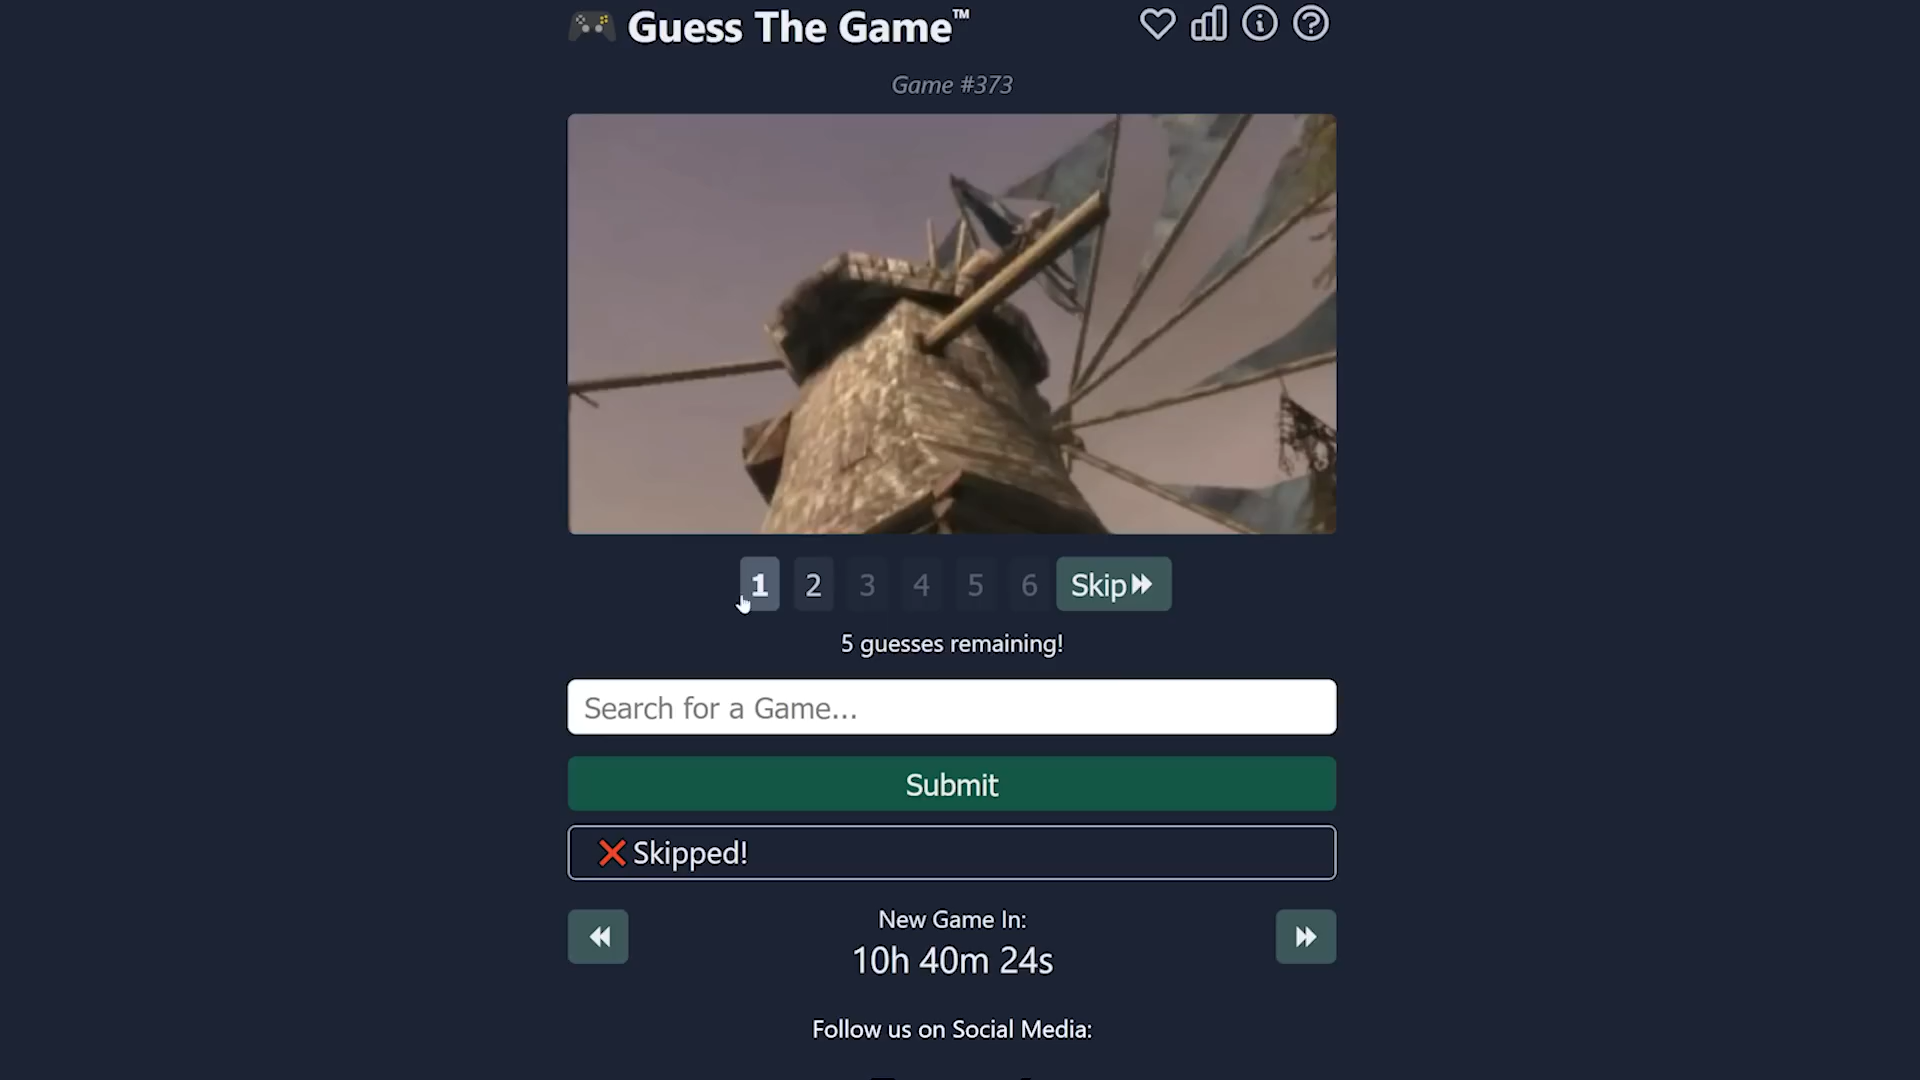 Guess The Game™
Game #373
1 2 3 4 5 6 Skip
5 guesses remaining!
Search for a Game...
Submit
Skipped!
New Game In:
10h 40m 24s
Follow us on Social Media: